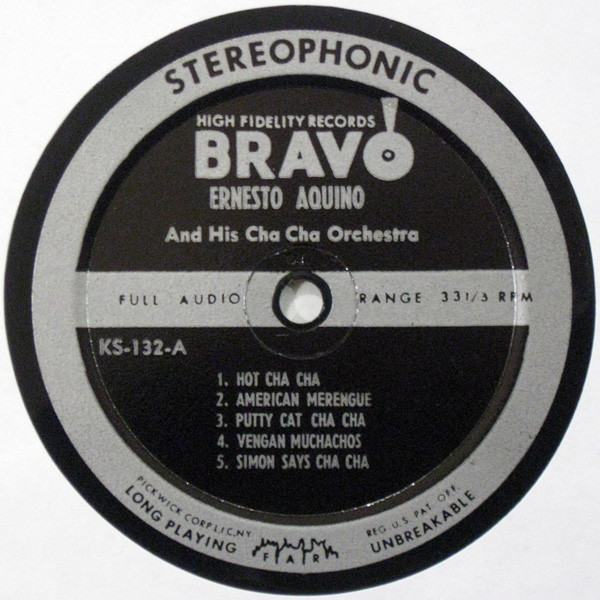 STEREOPHONIC
HIGH FIDELITY RECORDS
BRAVO!
ERNESTO AQUINO
And His Cha Cha Orchestra
FULL AUDIO RANGE 331/3 RPM
KS-132-A
1. HOT CHA CHA
2. AMERICAN MERENGUE
3. PUTTY CAT CHA CHA
4. VENGAN MUCHACHOS
5. SIMON SAYS CHA CHA
PICKWICK CORP. L.I.C., N.Y.
LONG PLAYING
FAR
REG. U.S. PAT. OFF.
UNBREAKABLE